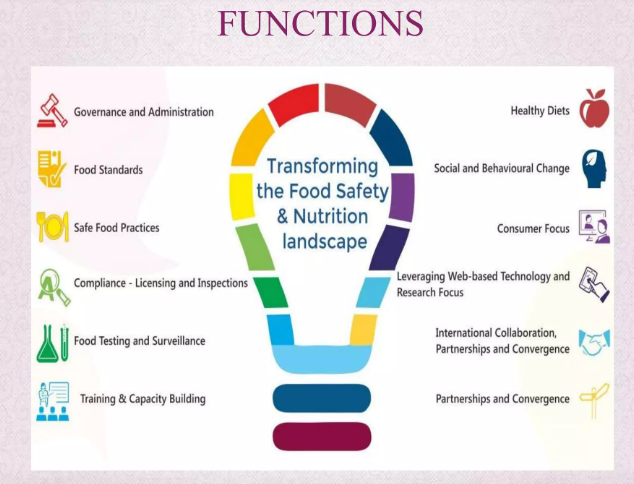 FUNCTIONS
Governance and Administration
Food Standards
Safe Food Practices
Compliance - Licensing and Inspections
Food Testing and Surveillance
Training & Capacity Building
Transforming
the Food Safety
& Nutrition
landscape
Healthy Diets
Social and Behavioural Change
Consumer Focus
Leveraging Web-based Technology and
Research Focus
International Collaboration,
Partnerships and Convergence
Partnerships and Convergence